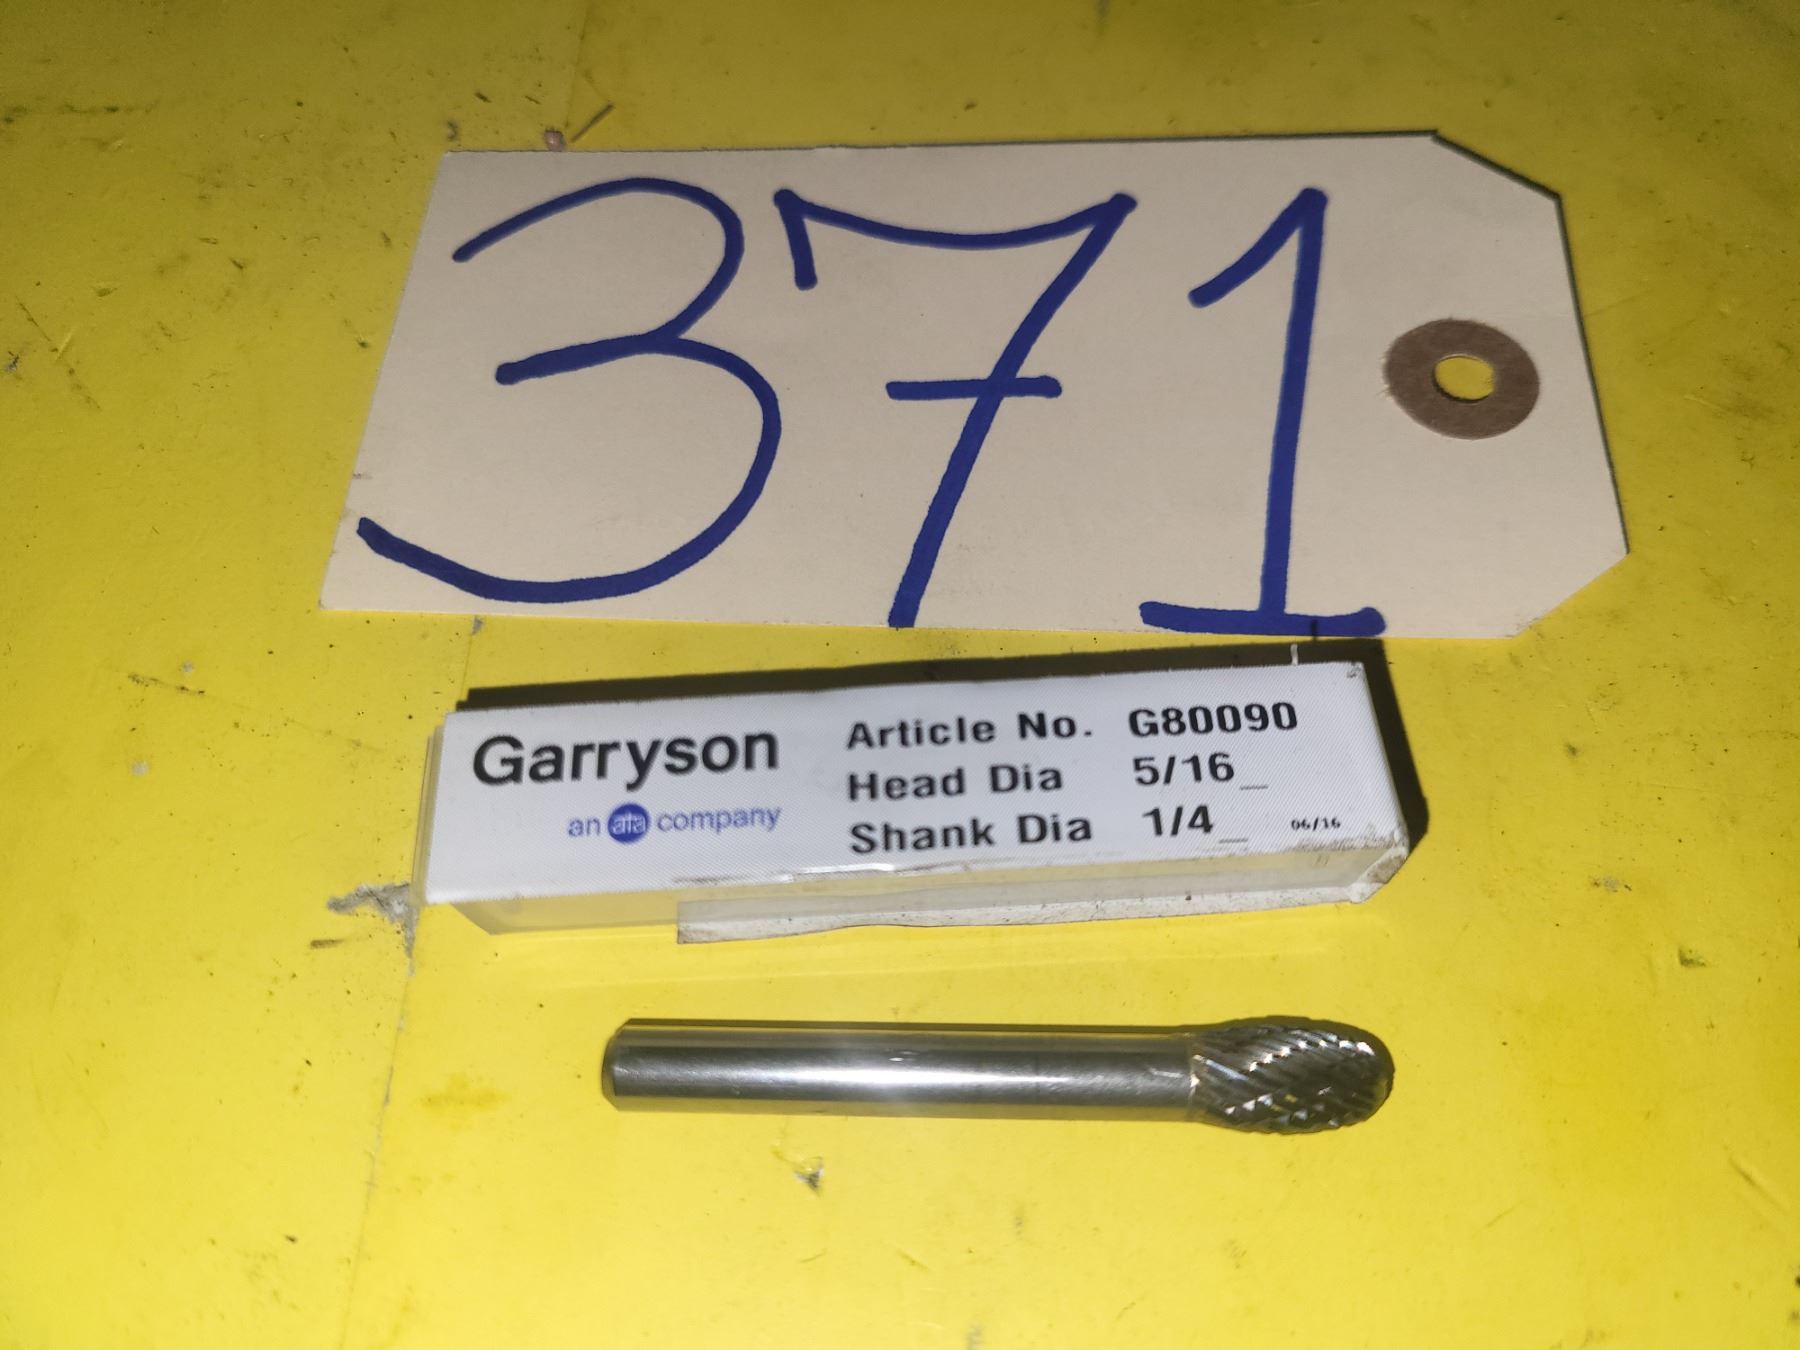 371
Garryson
an ata company
Article No. G80090
Head Dia 5/16_
Shank Dia 1/4_
06/16